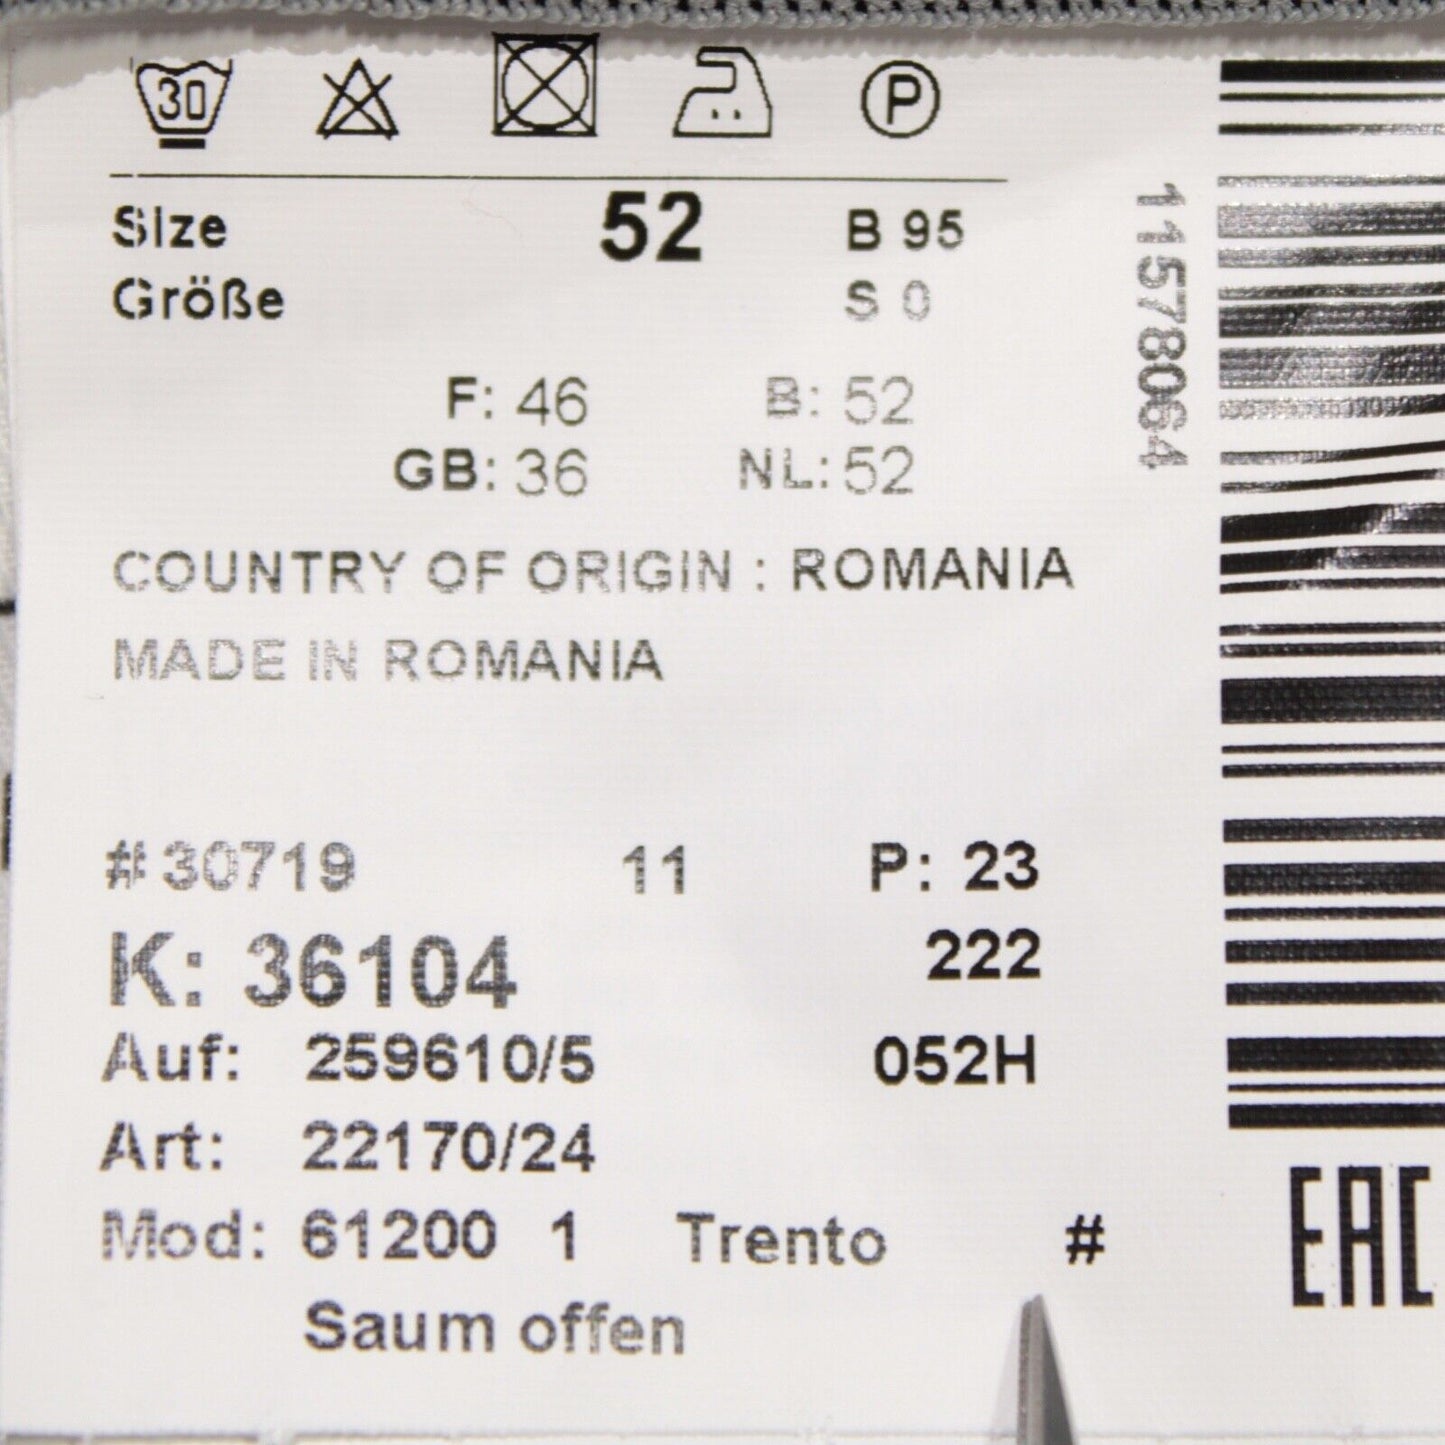 30
P
Size 52 B 95
Größe S 0
F: 46 B: 52
GB: 36 NL: 52
COUNTRY OF ORIGIN : ROMANIA
MADE IN ROMANIA
#30719 11 P: 23
K: 36104 222
Auf: 259610/5 052H
Art: 22170/24
Mod: 61200 1 Trento #
Saum offen
11578064
EAC